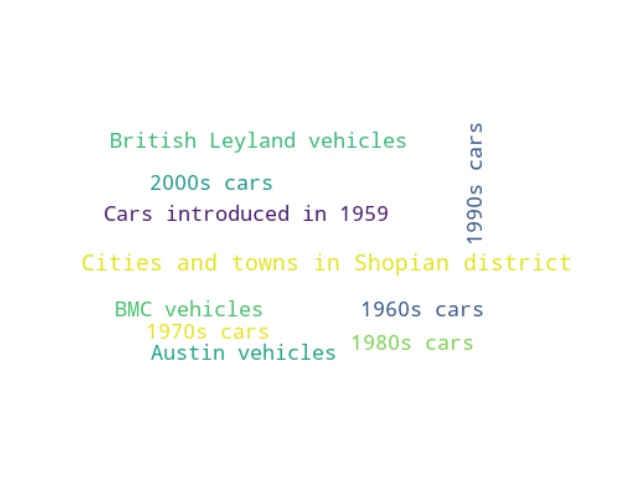 British Leyland vehicles
1990s cars
2000s cars
Cars introduced in 1959
Cities and towns in Shopian district
BMC vehicles
1960s cars
1970s cars
1980s cars
Austin vehicles